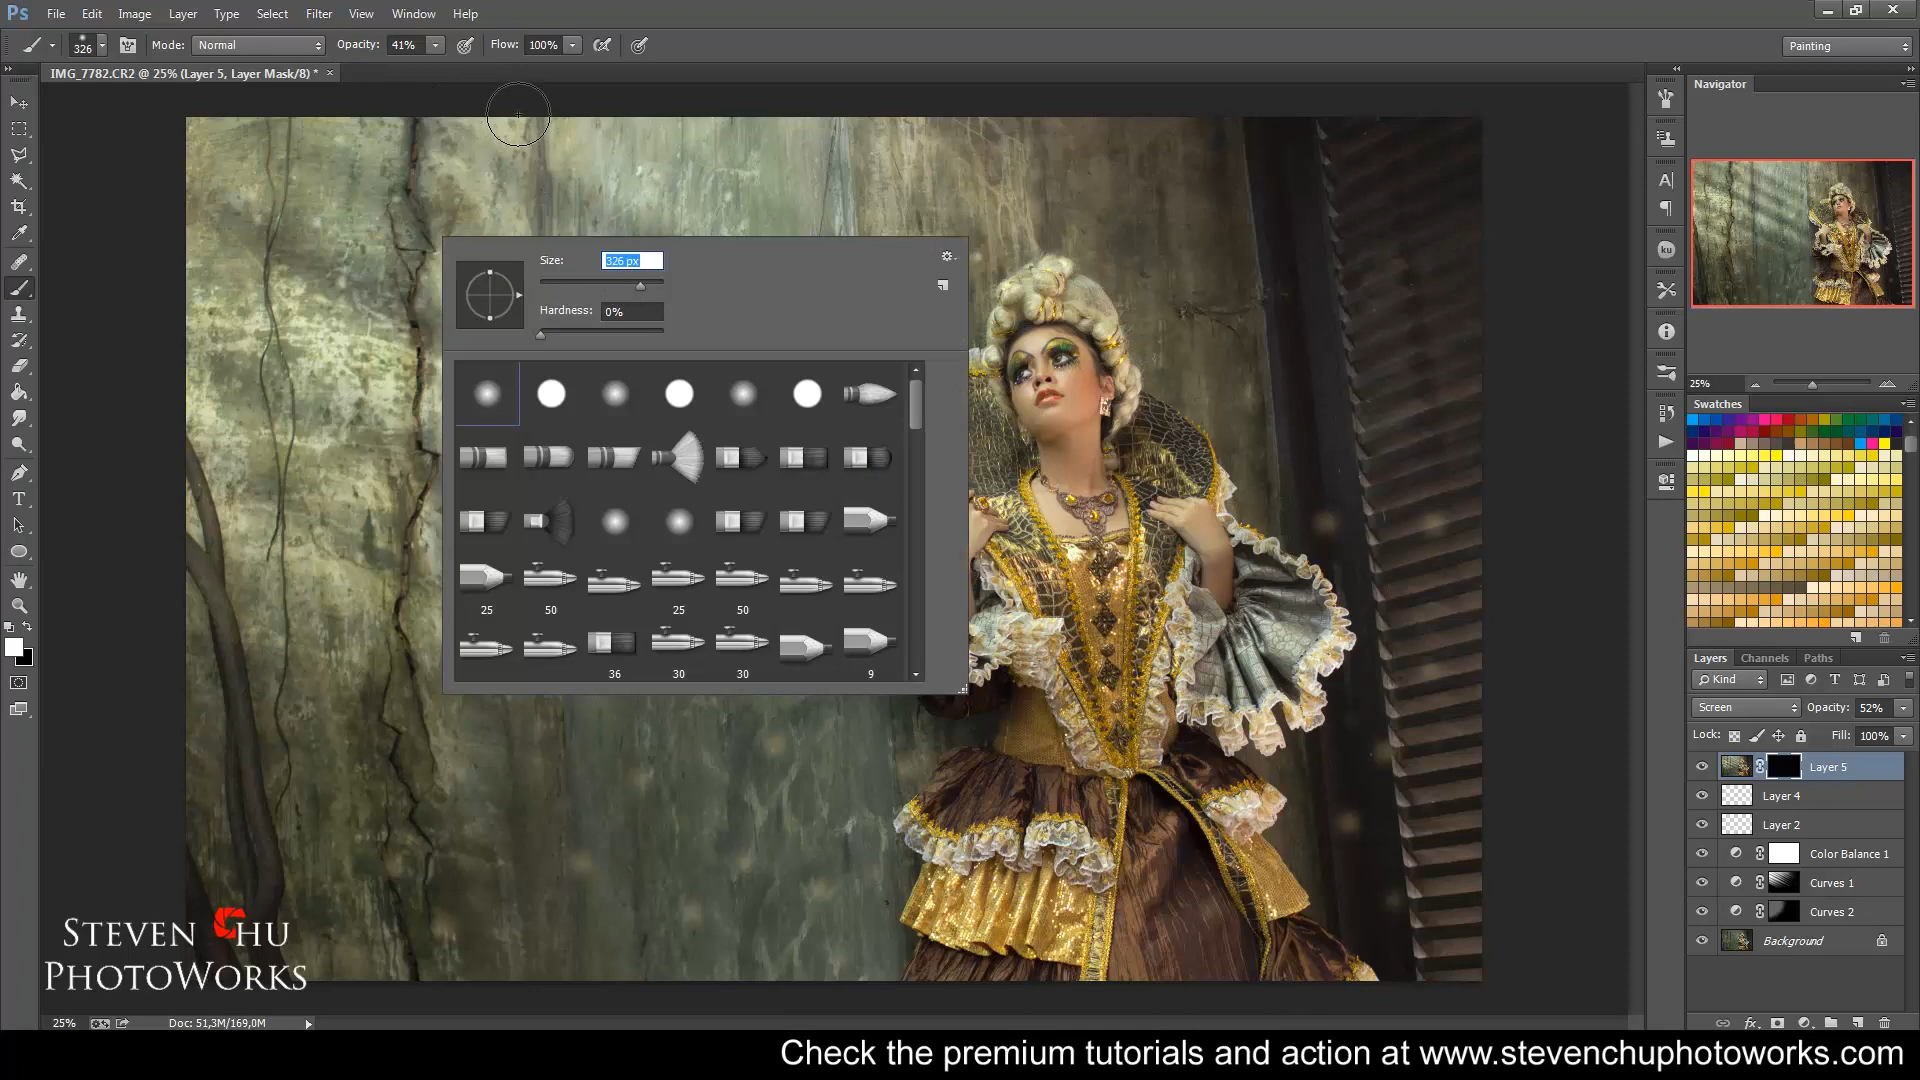 Ps File Edit Image Layer Type Select Filter View Window Help
326 Mode: Normal Opacity: 41% Flow: 100% Painting
IMG_7782.CR2 @ 25% (Layer 5, Layer Mask/8) * ×
Navigator
Size: 326 px
Hardness: 0%
25 50 25 50
36 30 30 9
25%
Swatches
Layers Channels Paths
Kind
Screen Opacity: 52%
Lock: Fill: 100%
Layer 5
Layer 4
Layer 2
Color Balance 1
Curves 1
Curves 2
Background
STEVEN CHU
PHOTOWORKS
25% Doc: 51,3M/169,0M
Check the premium tutorials and action at www.stevenchuphotoworks.com